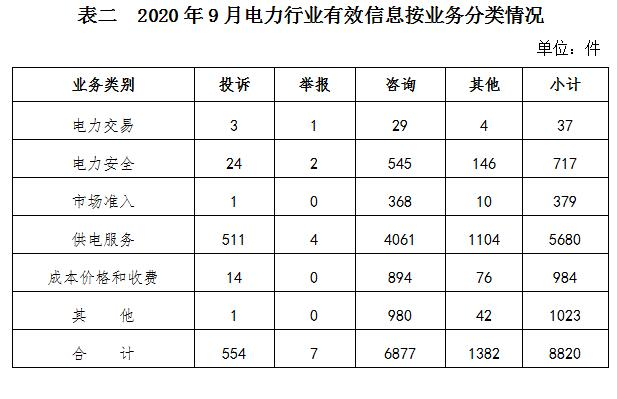 表二 2020年9月电力行业有效信息按业务分类情况
单位：件
业务类别 投诉 举报 咨询 其他 小计
电力交易 3 1 29 4 37
电力安全 24 2 545 146 717
市场准入 1 0 368 10 379
供电服务 511 4 4061 1104 5680
成本价格和收费 14 0 894 76 984
其他 1 0 980 42 1023
合计 554 7 6877 1382 8820